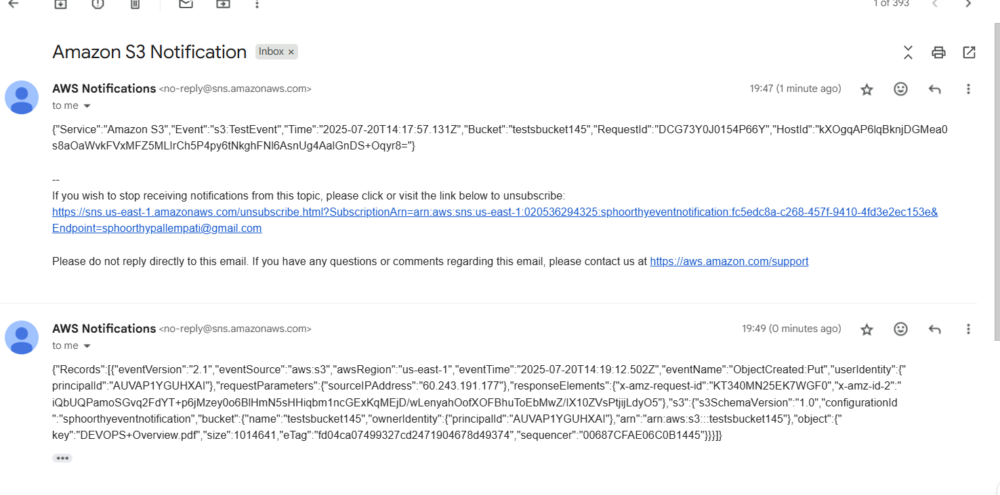 1 of 393
Amazon S3 Notification Inbox ×
AWS Notifications <no-reply@sns.amazonaws.com> 19:47 (1 minute ago)
to me
{"Service":"Amazon S3","Event":"s3:TestEvent","Time":"2025-07-20T14:17:57.131Z","Bucket":"testsbucket145","RequestId":"DCG73Y0J0154P66Y","HostId":"kXOgqAP6lqBknjDGMea0
s8aOaWvkFVxMFZ5MLIrCh5P4py6tNkghFNl6AsnUg4AalGnDS+Oqyr8="}
--
If you wish to stop receiving notifications from this topic, please click or visit the link below to unsubscribe:
https://sns.us-east-1.amazonaws.com/unsubscribe.html?SubscriptionArn=arn:aws:sns:us-east-1:020536294325:sphoorthyeventnotification:fc5edc8a-c268-457f-9410-4fd3e2ec153e&
Endpoint=sphoorthypallempati@gmail.com
Please do not reply directly to this email. If you have any questions or comments regarding this email, please contact us at https://aws.amazon.com/support
AWS Notifications <no-reply@sns.amazonaws.com> 19:49 (0 minutes ago)
to me
{"Records":[{"eventVersion":"2.1","eventSource":"aws:s3","awsRegion":"us-east-1","eventTime":"2025-07-20T14:19:12.502Z","eventName":"ObjectCreated:Put","userIdentity":{"
principalId":"AUVAP1YGUHXAI"},"requestParameters":{"sourceIPAddress":"60.243.191.177"},"responseElements":{"x-amz-request-id":"KT340MN25EK7WGF0","x-amz-id-2":"
iQbUQPamoSGvq2FdYT+p6jMzey0o6BlHmN5sHHiqbm1ncGExKqMEjD/wLenyahOofXOFBhuToEbMwZ/IX10ZVsPtjijLdyO5"},"s3":{"s3SchemaVersion":"1.0","configurationId
":"sphoorthyeventnotification","bucket":{"name":"testsbucket145","ownerIdentity":{"principalId":"AUVAP1YGUHXAI"},"arn":"arn:aws:s3:::testsbucket145"},"object":{"
key":"DEVOPS+Overview.pdf","size":1014641,"eTag":"fd04ca07499327cd2471904678d49374","sequencer":"00687CFAE06C0B1445"}}}]}